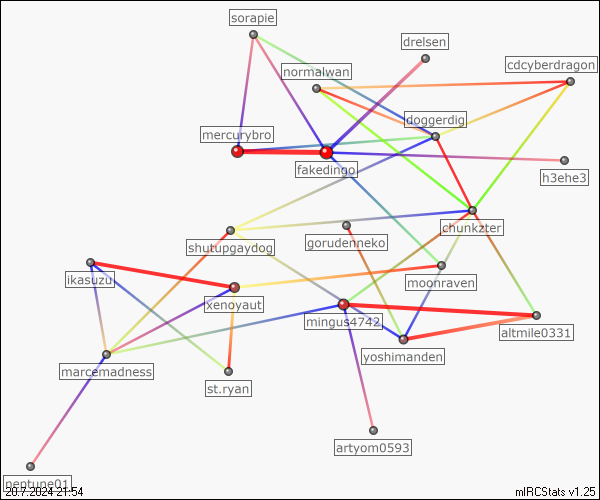 sorapie
drelsen
cdcyberdragon
normalwan
doggerdig
mercurybro
fakedingo
h3ehe3
chunkzter
shutupgaydog
gorudenneko
ikasuzu
moonraven
xenoyaut
mingus4742
altmile0331
yoshimanden
marcemadness
st.ryan
artyom0593
neptune01
20.7.2024 21:54
mIRCStats v1.25